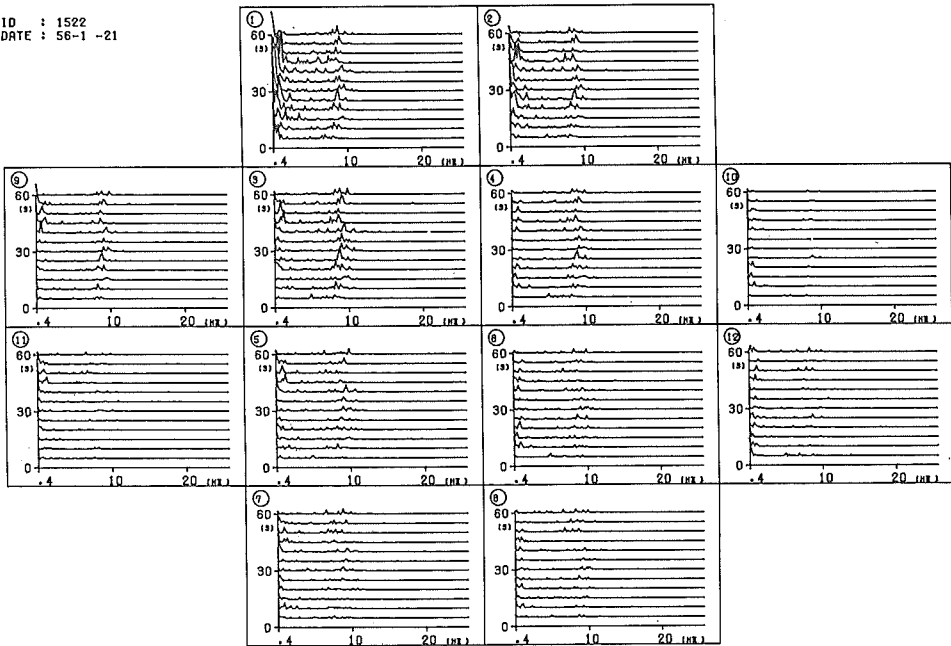 ID : 1522
DATE : 56-1 -21
① 60 (S) 30 0 .4 10 20 (HZ)
② 60 (S) 30 0 .4 10 20 (HZ)
⑨ 60 (S) 30 0 .4 10 20 (HZ)
③ 60 (S) 30 0 .4 10 20 (HZ)
④ 60 (S) 30 0 .4 10 20 (HZ)
⑩ 60 (S) 30 0 .4 10 20 (HZ)
⑪ 60 (S) 30 0 .4 10 20 (HZ)
⑤ 60 (S) 30 0 .4 10 20 (HZ)
⑥ 60 (S) 30 0 .4 10 20 (HZ)
⑫ 60 (S) 30 0 .4 10 20 (HZ)
⑦ 60 (S) 30 0 .4 10 20 (HZ)
⑧ 60 (S) 30 0 .4 10 20 (HZ)